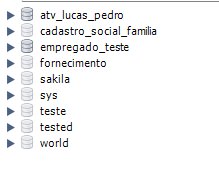 atv_lucas_pedro
cadastro_social_familia
empregado_teste
fornecimento
sakila
sys
teste
tested
world